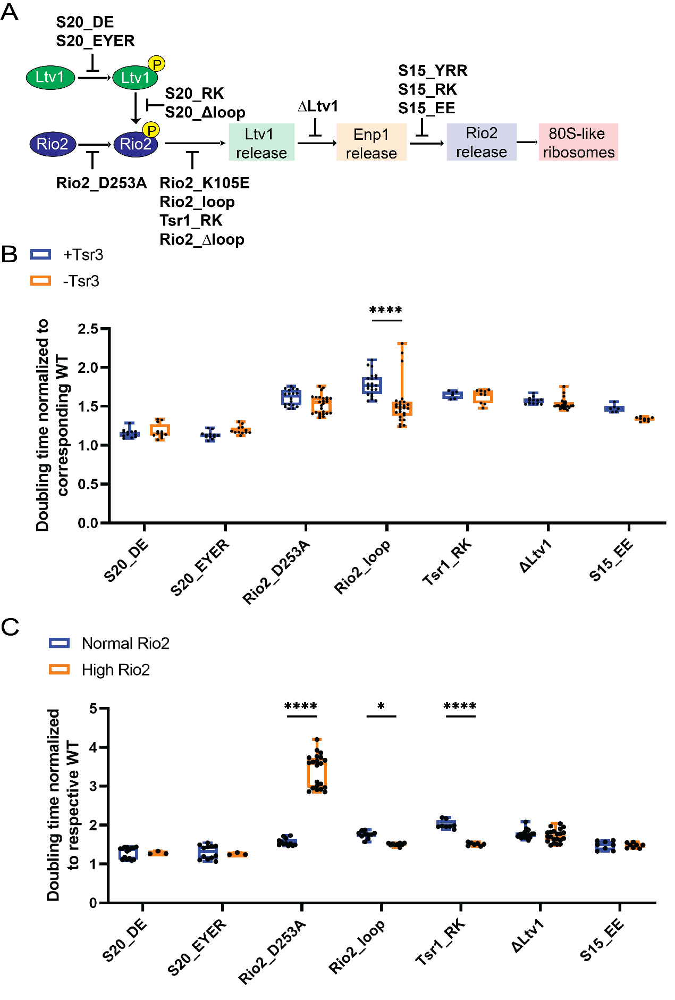 A
S20_DE
S20_EYER
Ltv1
Ltv1
P
S20_RK
S20_Δloop
Rio2
Rio2
P
Rio2_D253A
Rio2_K105E
Rio2_loop
Tsr1_RK
Rio2_Δloop
Ltv1
release
ΔLtv1
Enp1
release
S15_YRR
S15_RK
S15_EE
Rio2
release
80S-like
ribosomes
B
+Tsr3
-Tsr3
Doubling time normalized to
corresponding WT
2.5
2.0
1.5
1.0
0.5
0.0
****
S20_DE
S20_EYER
Rio2_D253A
Rio2_loop
Tsr1_RK
ΔLtv1
S15_EE
C
Normal Rio2
High Rio2
Doubling time normalized
to respective WT
5
4
3
2
1
0
****
*
****
S20_DE
S20_EYER
Rio2_D253A
Rio2_loop
Tsr1_RK
ΔLtv1
S15_EE